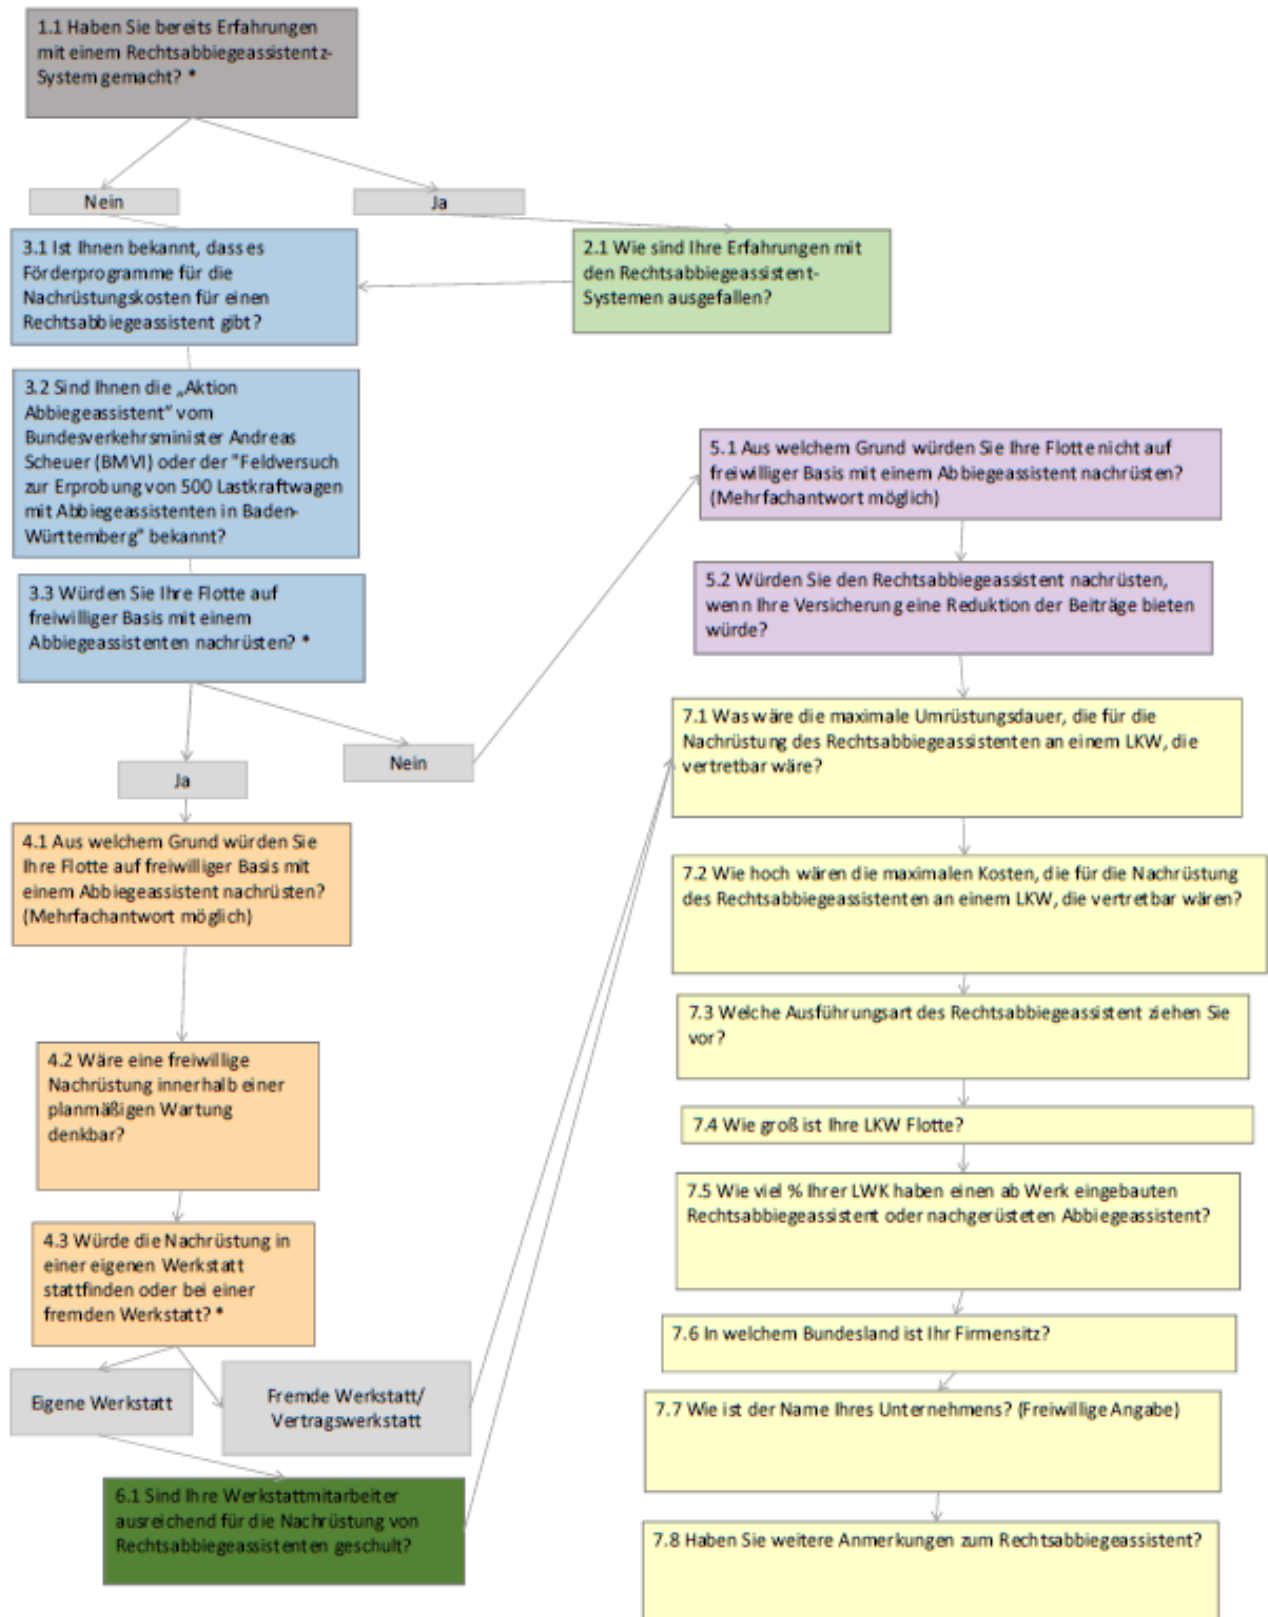 1.1 Haben Sie bereits Erfahrungen
mit einem Rechtsabbiegeassistentz-
System gemacht? *
Nein
Ja
3.1 Ist Ihnen bekannt, dass es
Förderprogramme für die
Nachrüstungskosten für einen
Rechtsabbiegeassistent gibt?
2.1 Wie sind Ihre Erfahrungen mit
den Rechtsabbiegeassistent-
Systemen ausgefallen?
3.2 Sind Ihnen die „Aktion
Abbiegeassistent“ vom
Bundesverkehrsminister Andreas
Scheuer (BMVI) oder der "Feldversuch
zur Erprobung von 500 Lastkraftwagen
mit Abbiegeassistenten in Baden-
Württemberg" bekannt?
3.3 Würden Sie Ihre Flotte auf
freiwilliger Basis mit einem
Abbiegeassistenten nachrüsten? *
Ja
Nein
4.1 Aus welchem Grund würden Sie
Ihre Flotte auf freiwilliger Basis mit
einem Abbiegeassistent nachrüsten?
(Mehrfachantwort möglich)
4.2 Wäre eine freiwillige
Nachrüstung innerhalb einer
planmäßigen Wartung
denkbar?
4.3 Würde die Nachrüstung in
einer eigenen Werkstatt
stattfinden oder bei einer
fremden Werkstatt? *
Eigene Werkstatt
Fremde Werkstatt/
Vertragswerkstatt
6.1 Sind Ihre Werkstattmitarbeiter
ausreichend für die Nachrüstung von
Rechtsabbiegeassistenten geschult?
5.1 Aus welchem Grund würden Sie Ihre Flotte nicht auf
freiwilliger Basis mit einem Abbiegeassistent nachrüsten?
(Mehrfachantwort möglich)
5.2 Würden Sie den Rechtsabbiegeassistent nachrüsten,
wenn Ihre Versicherung eine Reduktion der Beiträge bieten
würde?
7.1 Was wäre die maximale Umrüstungsdauer, die für die
Nachrüstung des Rechtsabbiegeassistenten an einem LKW, die
vertretbar wäre?
7.2 Wie hoch wären die maximalen Kosten, die für die Nachrüstung
des Rechtsabbiegeassistenten an einem LKW, die vertretbar wären?
7.3 Welche Ausführungsart des Rechtsabbiegeassistent ziehen Sie
vor?
7.4 Wie groß ist Ihre LKW Flotte?
7.5 Wie viel % Ihrer LWK haben einen ab Werk eingebauten
Rechtsabbiegeassistent oder nachgerüsteten Abbiegeassistent?
7.6 In welchem Bundesland ist Ihr Firmensitz?
7.7 Wie ist der Name Ihres Unternehmens? (Freiwillige Angabe)
7.8 Haben Sie weitere Anmerkungen zum Rechtsabbiegeassistent?